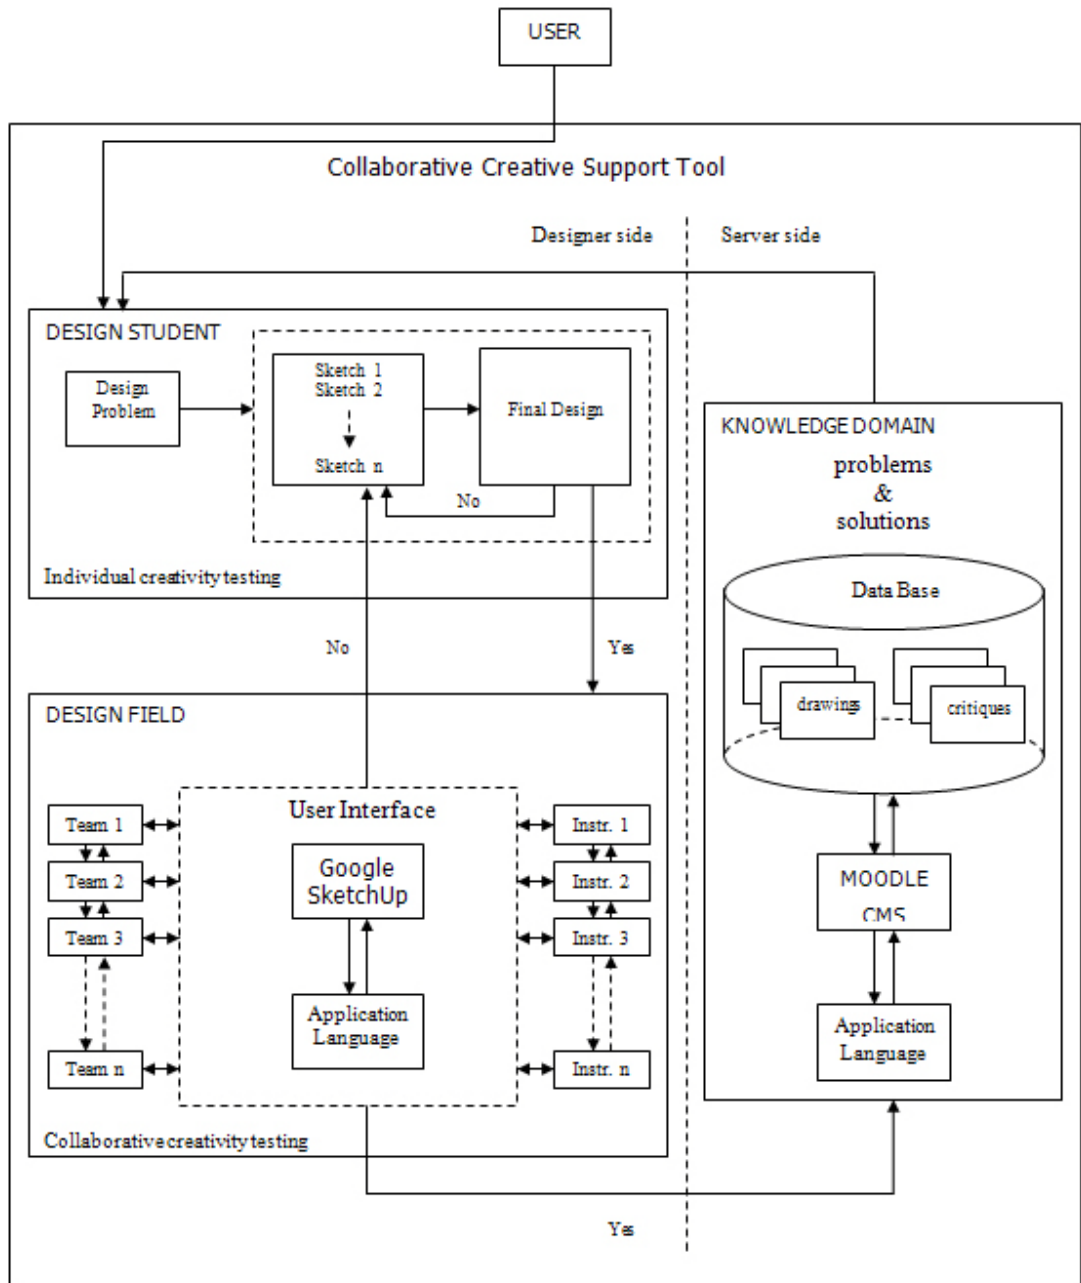 USER
Collaborative Creative Support Tool
Designer side
Server side
DESIGN STUDENT
Design
Problem
Sketch 1
Sketch 2
Sketch n
Final Design
No
Individual creativity testing
No
Yes
DESIGN FIELD
User Interface
Team 1
Team 2
Team 3
Team n
Google
SketchUp
Application
Language
Instr. 1
Instr. 2
Instr. 3
Instr. n
Collaborative creativity testing
Yes
KNOWLEDGE DOMAIN
problems
&
solutions
Data Base
drawings
critiques
MOODLE
CMS
Application
Language